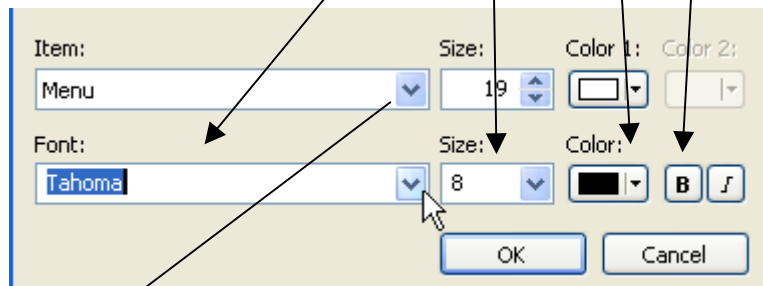 Item: Size: Color 1: Color 2:
Menu 19
Font: Size: Color:
Tahoma 8 B I
OK Cancel